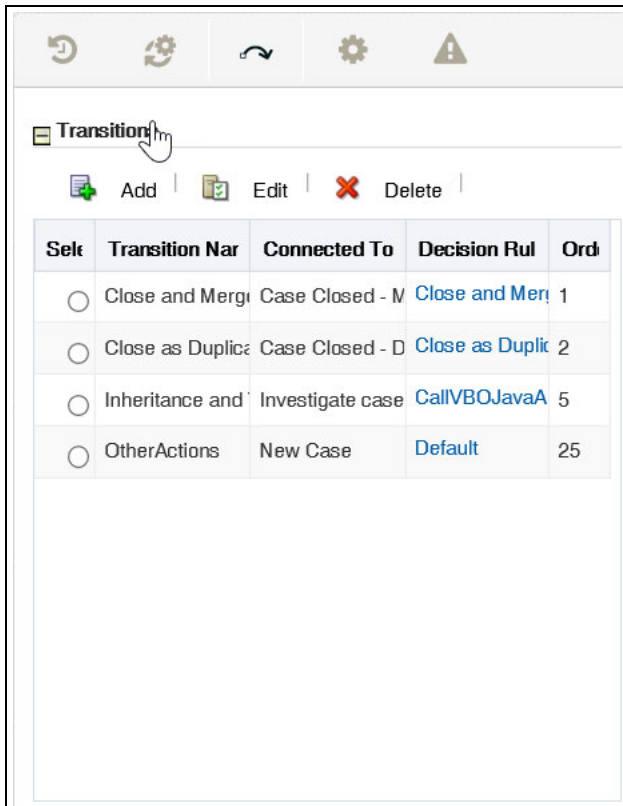 Transition
Add Edit Delete
Sele Transition Nar Connected To Decision Rul Ord
Close and Merg Case Closed - M Close and Mer 1
Close as Duplica Case Closed - D Close as Duplic 2
Inheritance and Investigate case CallVBOJavaA 5
OtherActions New Case Default 25